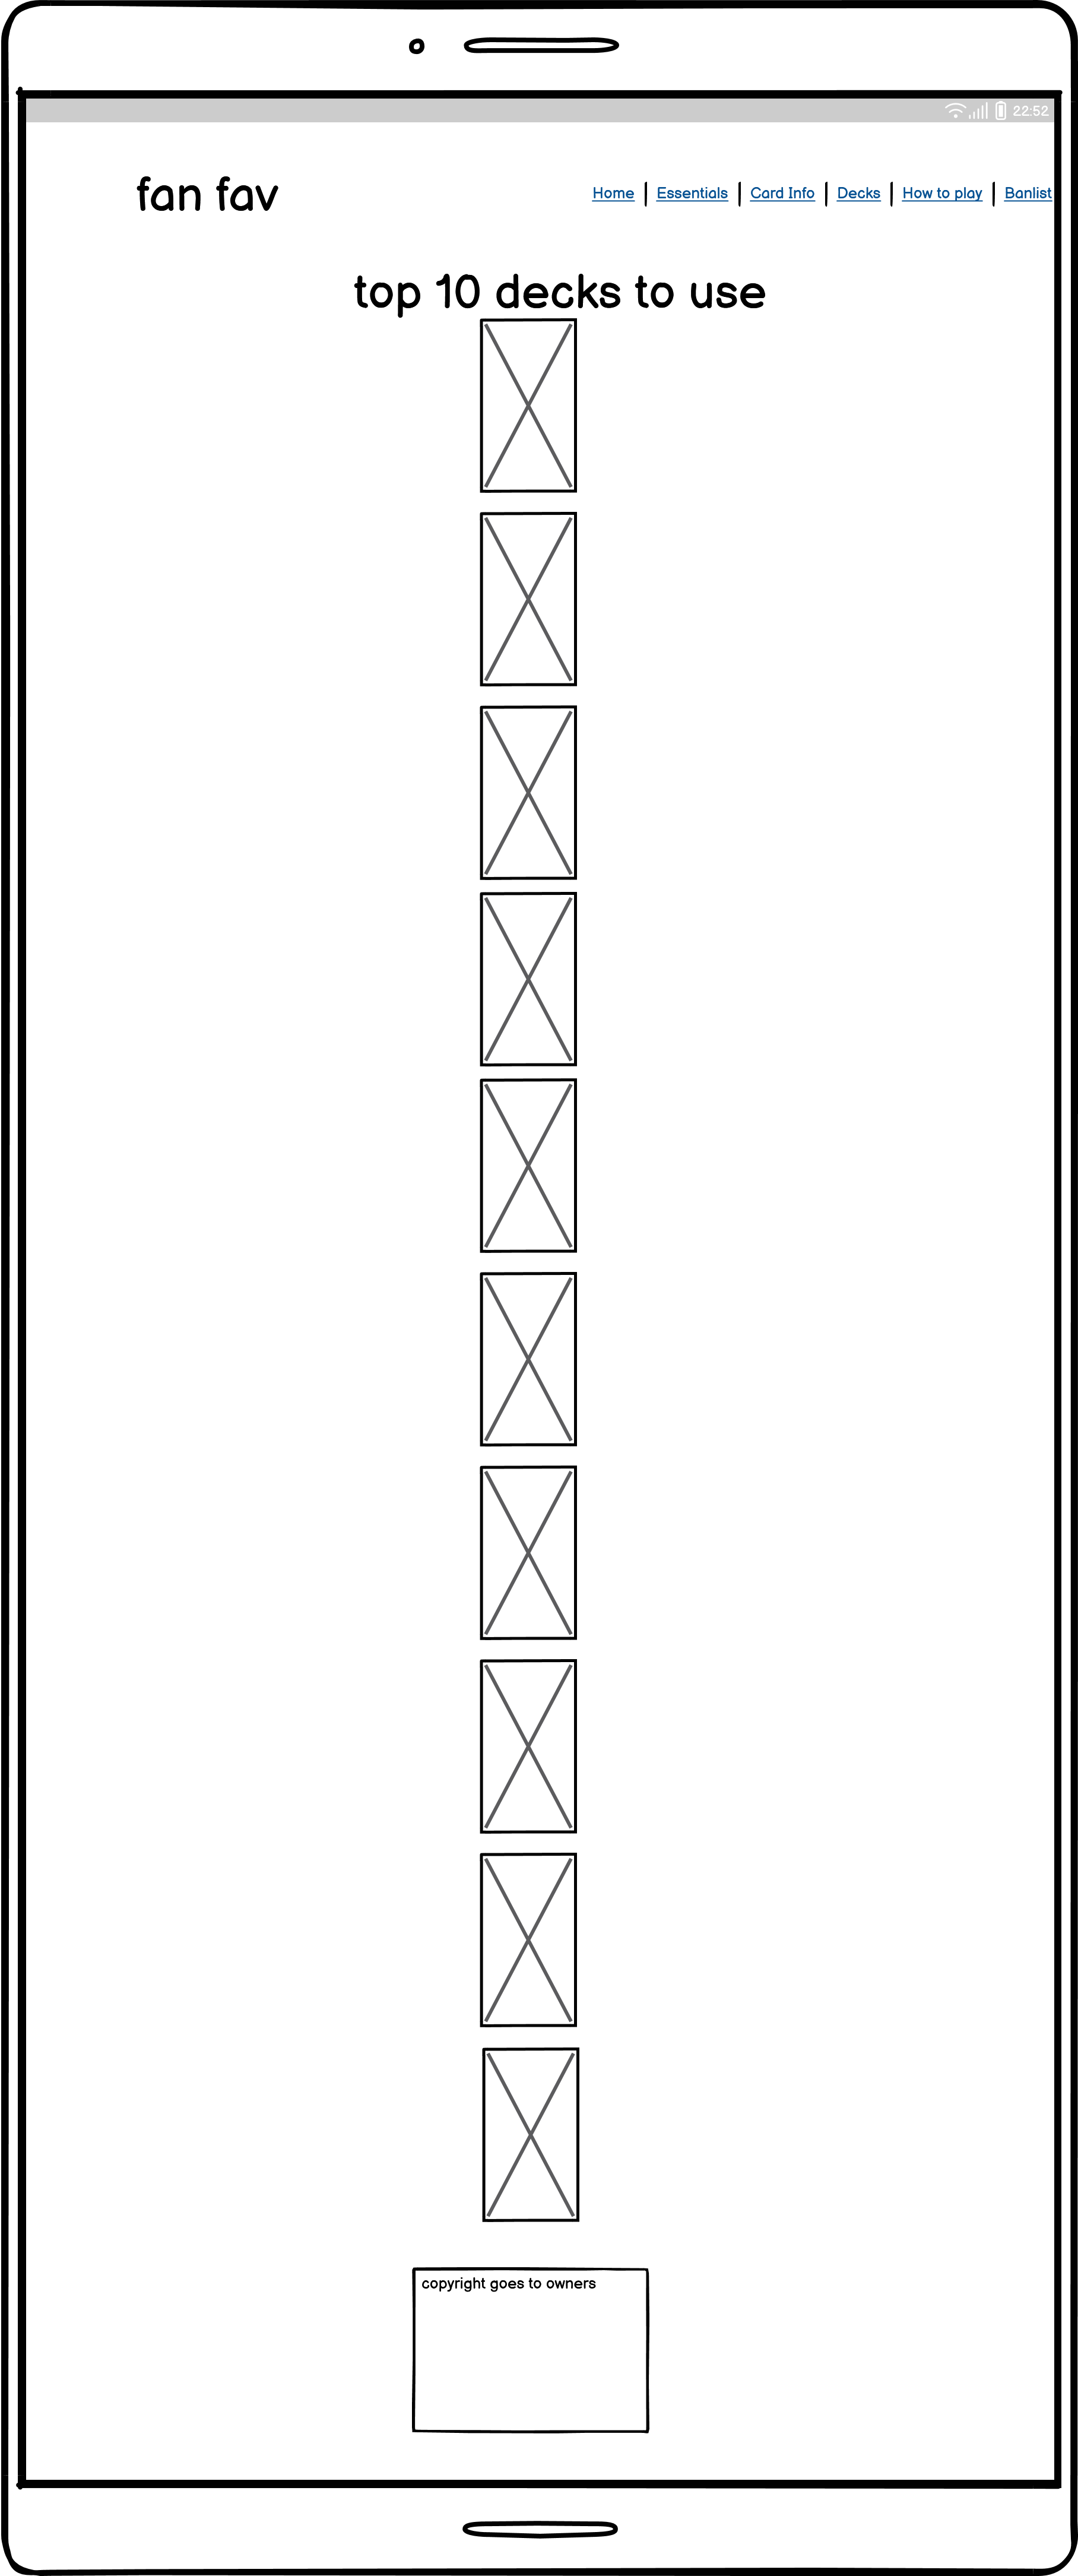 22:52
fan fav
Home | Essentials | Card Info | Decks | How to play | Banlist
top 10 decks to use
copyright goes to owners